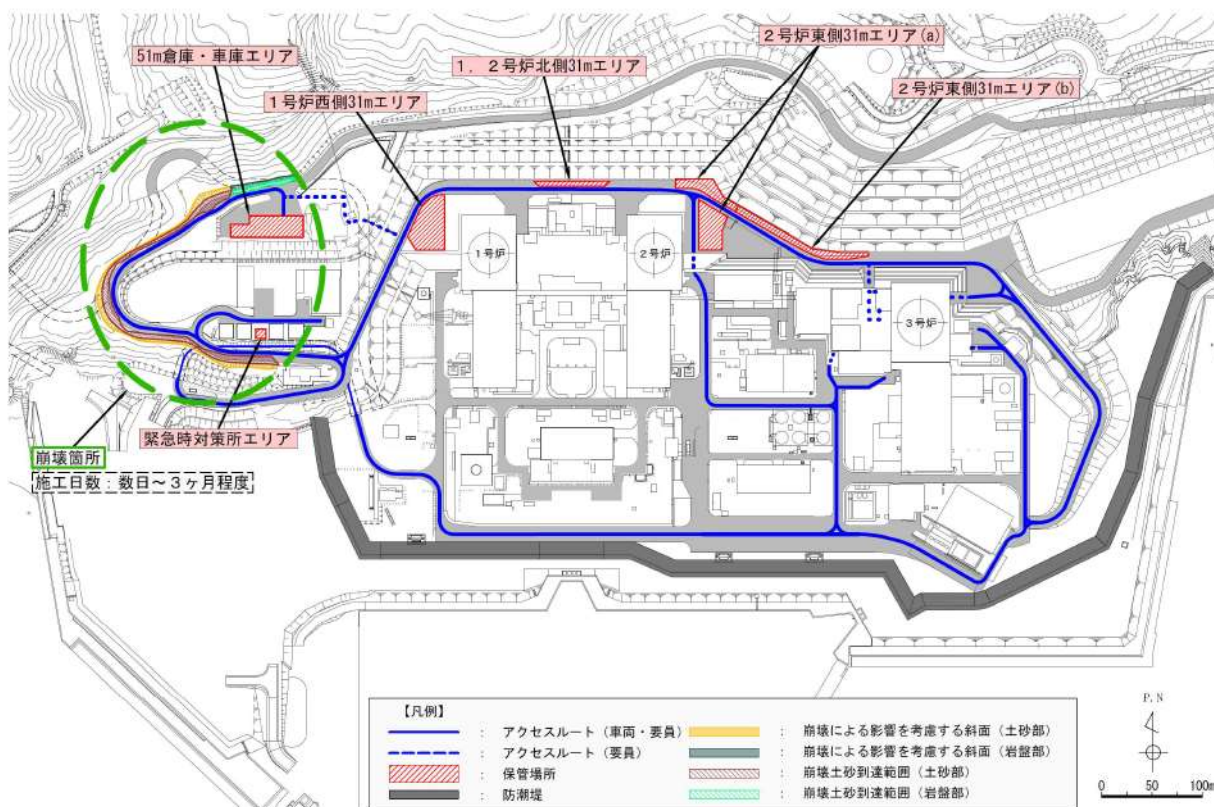 51m倉庫・車庫エリア
1号炉西側31mエリア
1．2号炉北側31mエリア
2号炉東側31mエリア(a)
2号炉東側31mエリア(b)
1号炉
2号炉
3号炉
緊急時対策所エリア
崩壊箇所
施工日数：数日～3ヶ月程度
【凡例】
： アクセスルート（車両・要員）
： アクセスルート（要員）
： 保管場所
： 防潮堤
： 崩壊による影響を考慮する斜面（土砂部）
： 崩壊による影響を考慮する斜面（岩盤部）
： 崩壊土砂到達範囲（土砂部）
： 崩壊土砂到達範囲（岩盤部）
P.N
0 50 100m